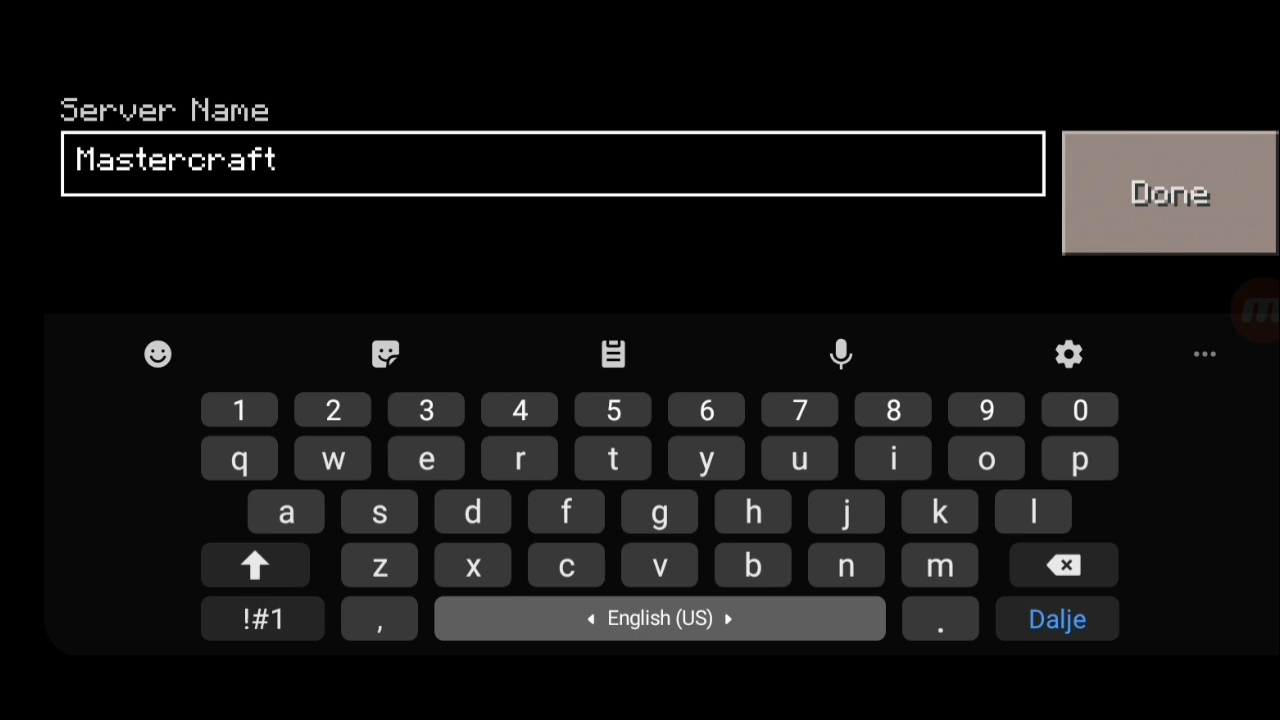 Server Name
Mastercraft
Done
1 2 3 4 5 6 7 8 9 0
q w e r t y u i o p
a s d f g h j k l
z x c v b n m
!#1 , English (US) . Dalje